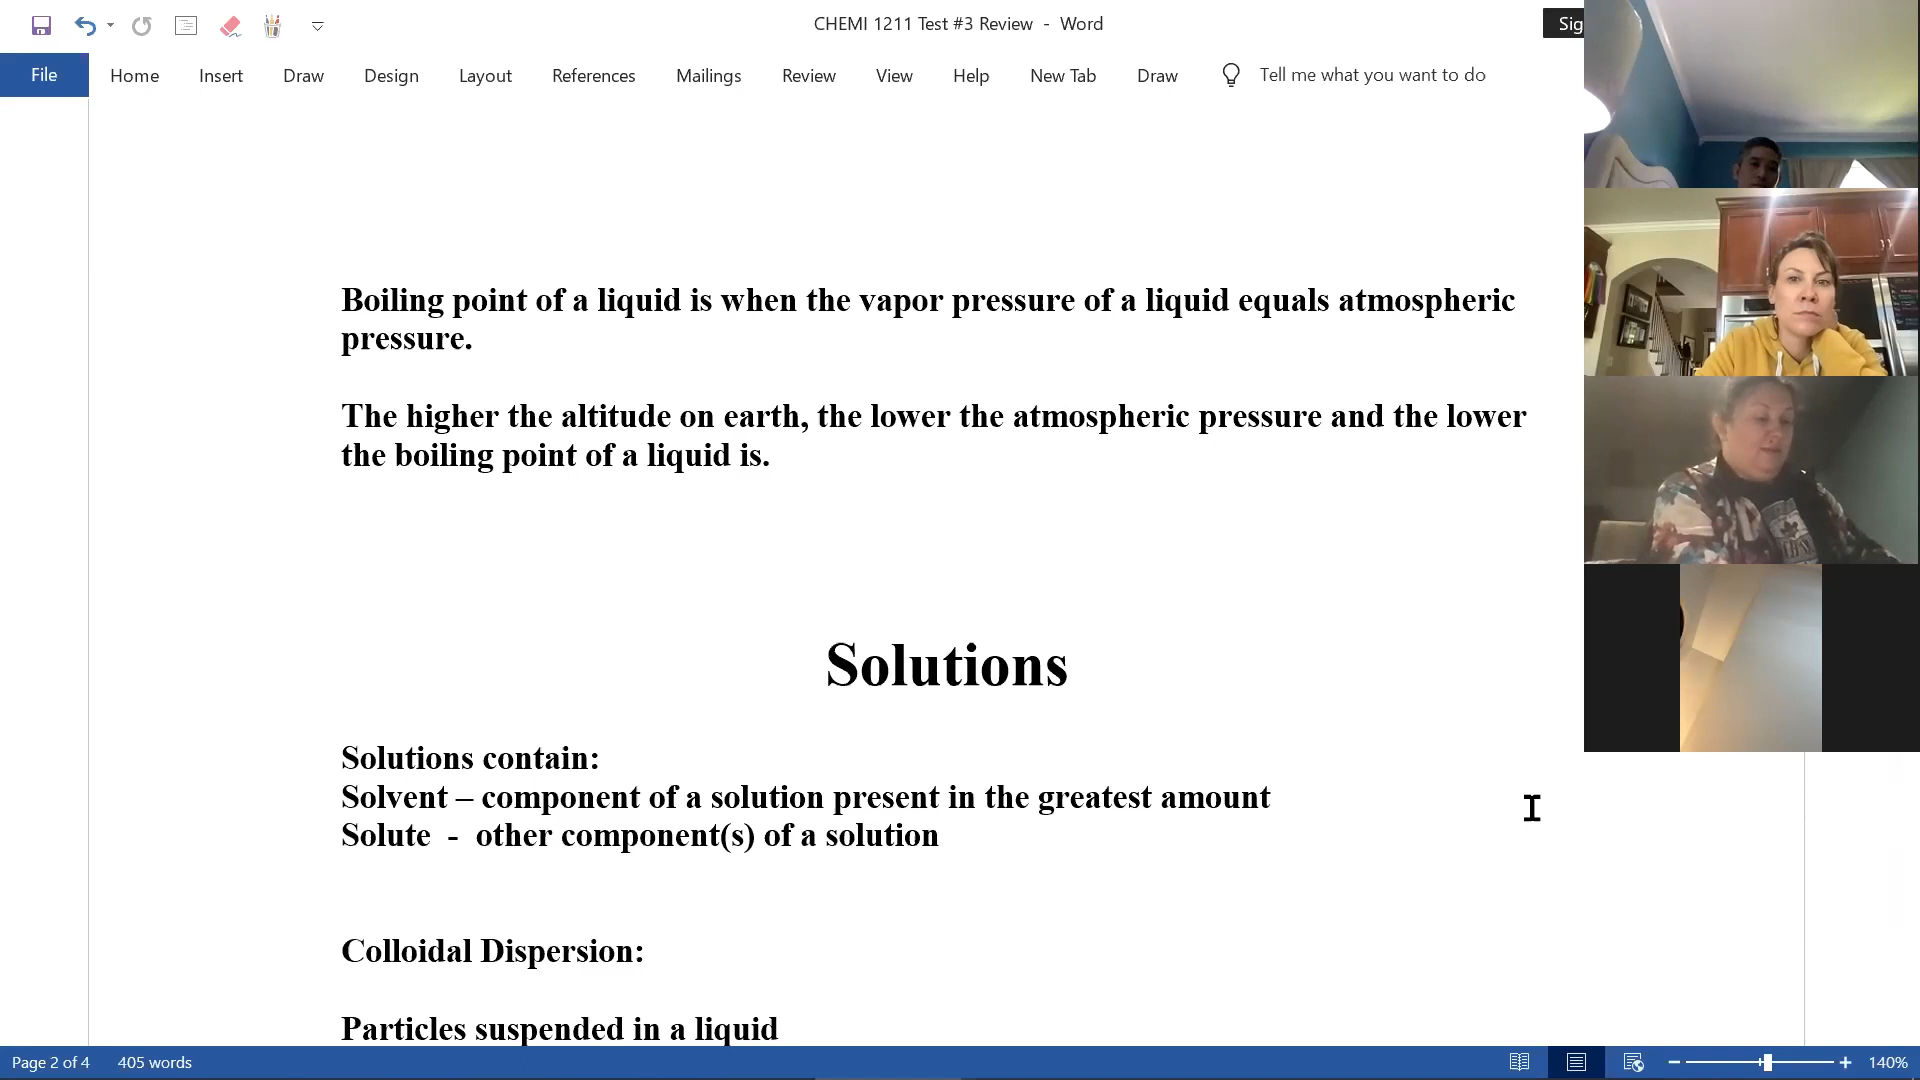 CHEMI 1211 Test #3 Review - Word
Sig
File Home Insert Draw Design Layout References Mailings Review View Help New Tab Draw Tell me what you want to do
Boiling point of a liquid is when the vapor pressure of a liquid equals atmospheric
pressure.
The higher the altitude on earth, the lower the atmospheric pressure and the lower
the boiling point of a liquid is.
Solutions
Solutions contain:
Solvent – component of a solution present in the greatest amount
Solute - other component(s) of a solution
Colloidal Dispersion:
Particles suspended in a liquid
Page 2 of 4 405 words 140%